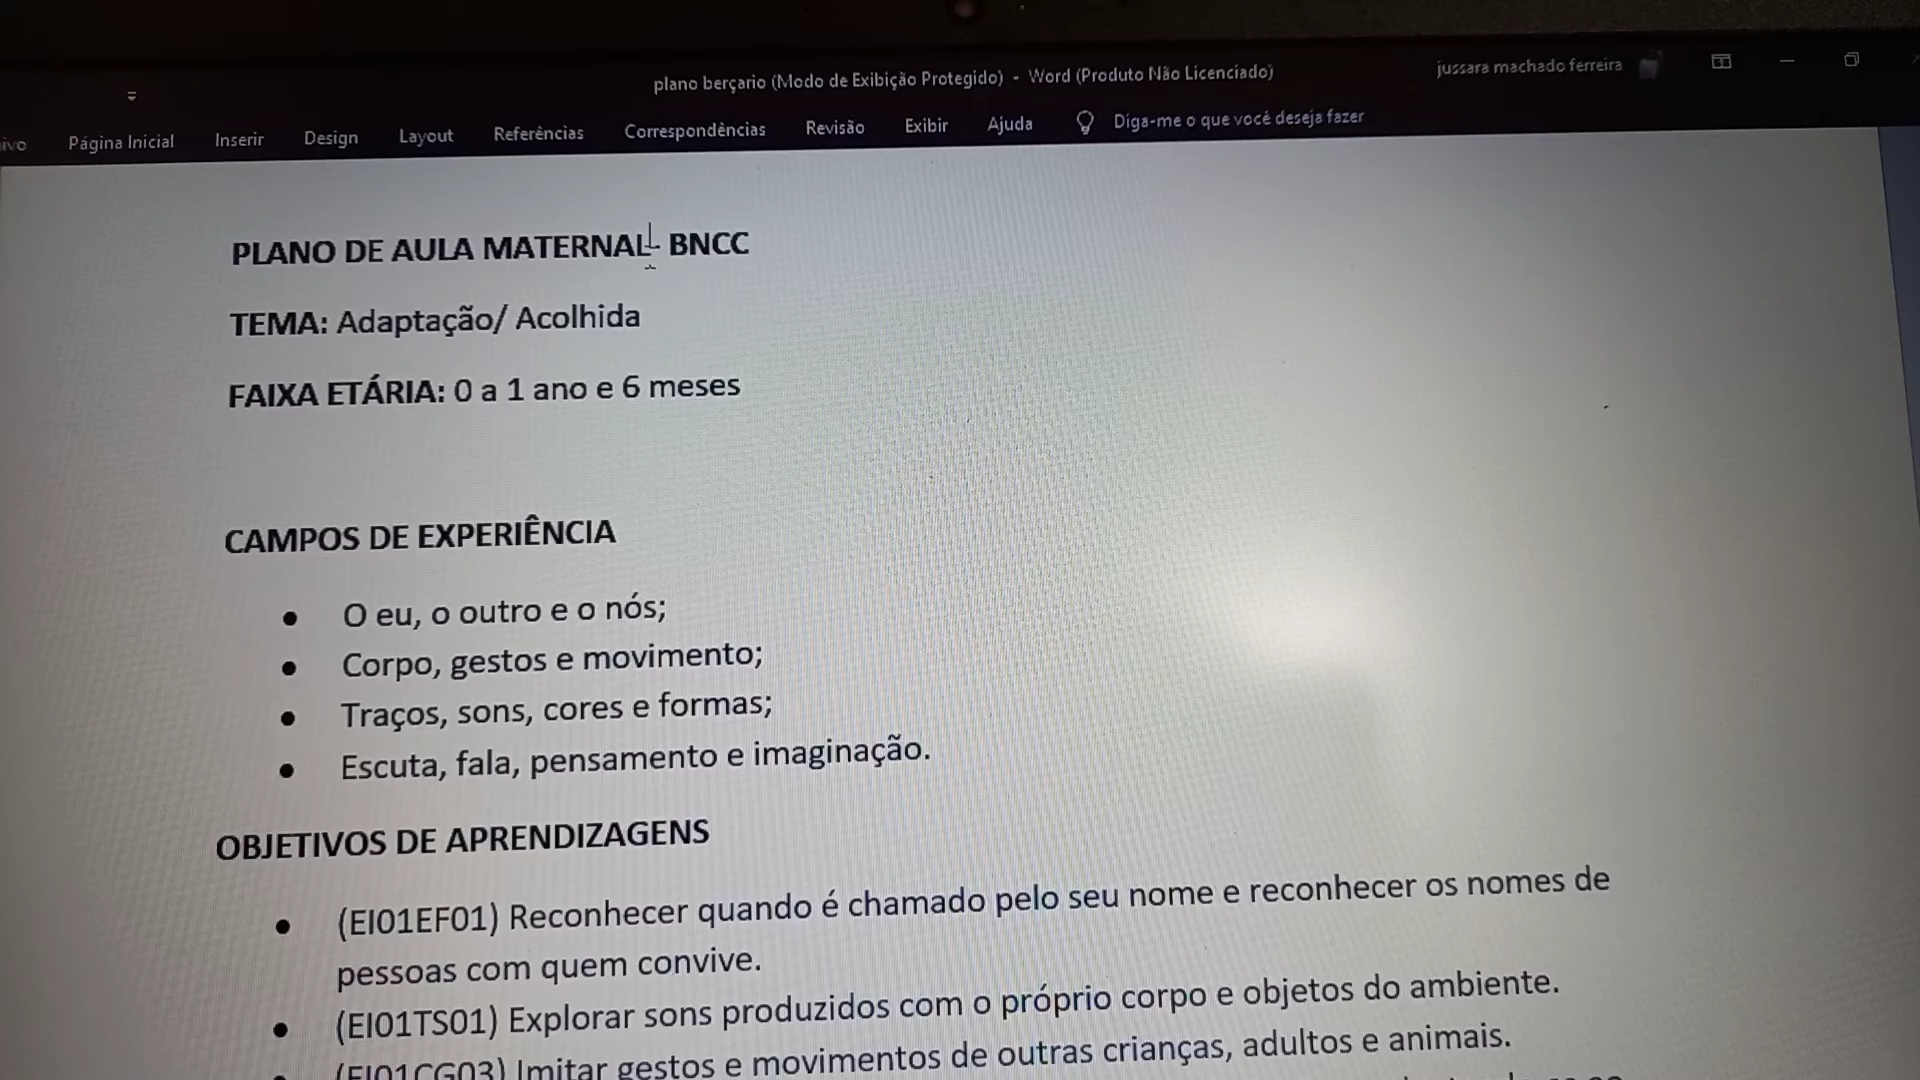 plano berçario (Modo de Exibição Protegido) - Word (Produto Não Licenciado)
jussara machado ferreira
ivo Página Inicial Inserir Design Layout Referências Correspondências Revisão Exibir Ajuda Diga-me o que você deseja fazer
PLANO DE AULA MATERNAL- BNCC
TEMA: Adaptação/ Acolhida
FAIXA ETÁRIA: 0 a 1 ano e 6 meses
CAMPOS DE EXPERIÊNCIA
• O eu, o outro e o nós;
• Corpo, gestos e movimento;
• Traços, sons, cores e formas;
• Escuta, fala, pensamento e imaginação.
OBJETIVOS DE APRENDIZAGENS
• (EI01EF01) Reconhecer quando é chamado pelo seu nome e reconhecer os nomes de
pessoas com quem convive.
• (EI01TS01) Explorar sons produzidos com o próprio corpo e objetos do ambiente.
• (EI01CG03) Imitar gestos e movimentos de outras crianças, adultos e animais.